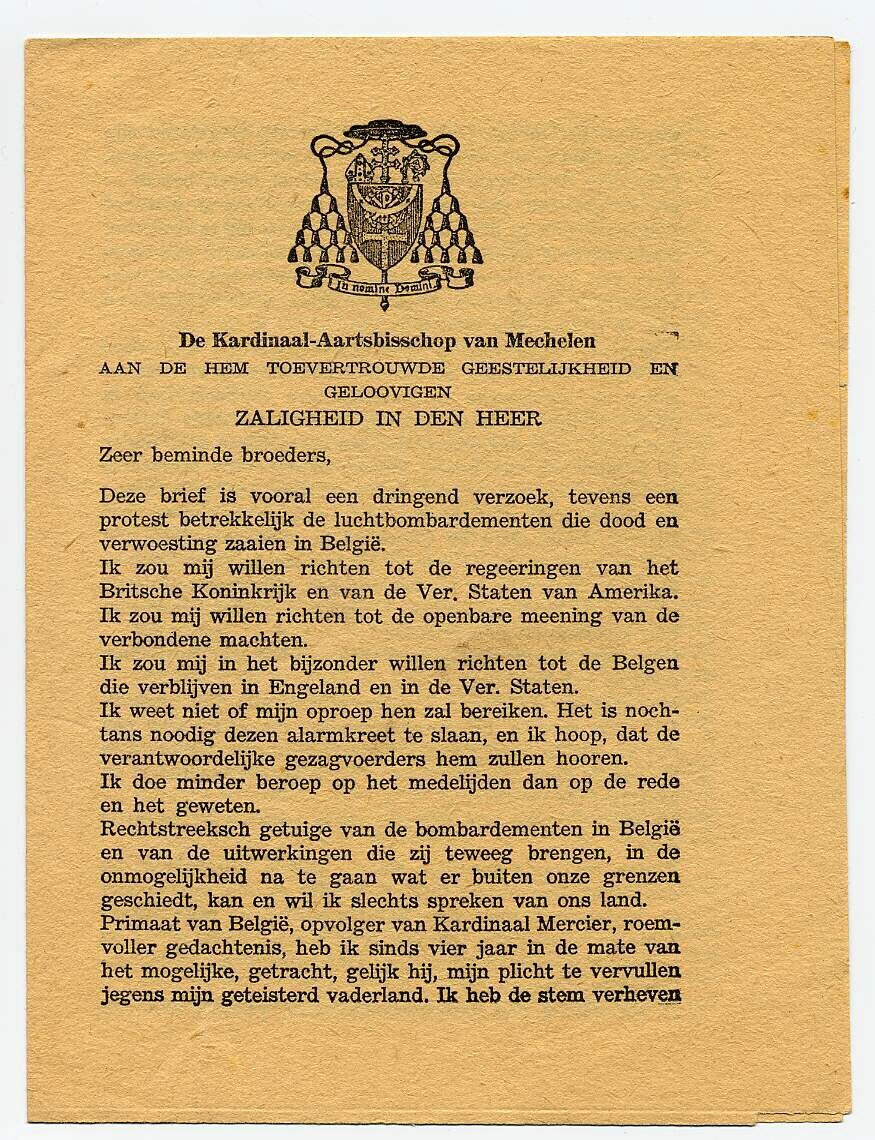 In nomine Domini
De Kardinaal-Aartsbisschop van Mechelen
AAN DE HEM TOEVERTROUWDE GEESTELIJKHEID EN
GELOOVIGEN
ZALIGHEID IN DEN HEER
Zeer beminde broeders,
Deze brief is vooral een dringend verzoek, tevens een
protest betrekkelijk de luchtbombardementen die dood en
verwoesting zaaien in België.
Ik zou mij willen richten tot de regeeringen van het
Britsche Koninkrijk en van de Ver. Staten van Amerika.
Ik zou mij willen richten tot de openbare meening van de
verbondene machten.
Ik zou mij in het bijzonder willen richten tot de Belgen
die verblijven in Engeland en in de Ver. Staten.
Ik weet niet of mijn oproep hen zal bereiken. Het is noch-
tans noodig dezen alarmkreet te slaan, en ik hoop, dat de
verantwoordelijke gezagvoerders hem zullen hooren.
Ik doe minder beroep op het medelijden dan op de rede
en het geweten.
Rechtstreeksch getuige van de bombardementen in België
en van de uitwerkingen die zij teweeg brengen, in de
onmogelijkheid na te gaan wat er buiten onze grenzen
geschiedt, kan en wil ik slechts spreken van ons land.
Primaat van België, opvolger van Kardinaal Mercier, roem-
voller gedachtenis, heb ik sinds vier jaar in de mate van
het mogelijke, getracht, gelijk hij, mijn plicht te vervullen
jegens mijn geteisterd vaderland. Ik heb de stem verheven